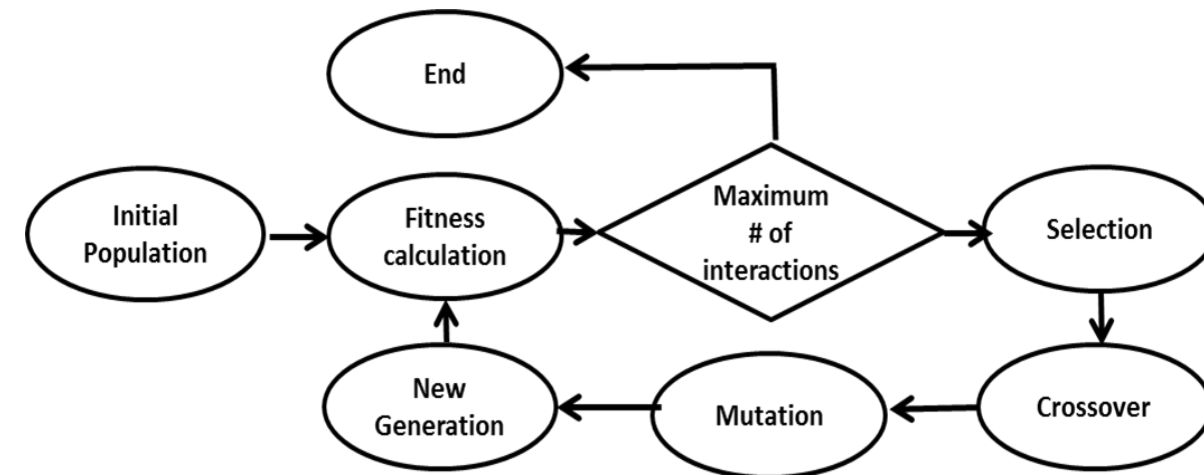 End
Initial
Population
Fitness
calculation
Maximum
# of
interactions
Selection
New
Generation
Mutation
Crossover